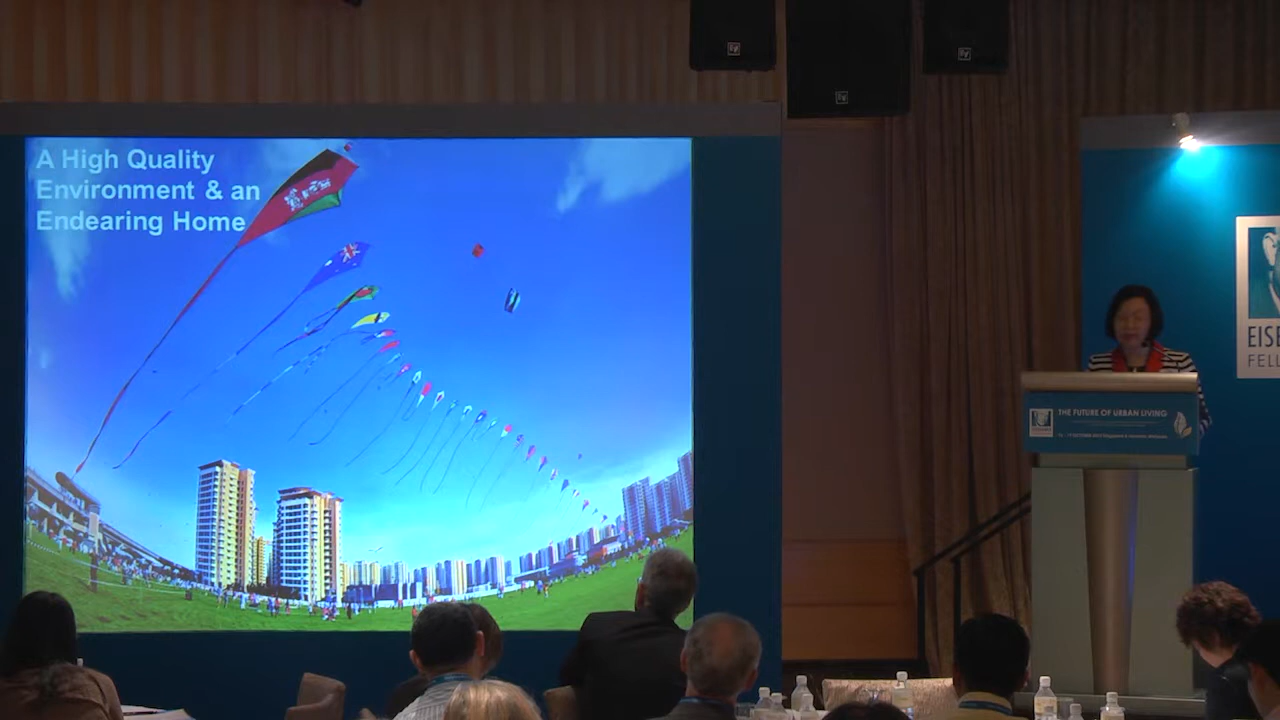 A High Quality
Environment & an
Endearing Home
EISE
FELL
THE FUTURE OF URBAN LIVING